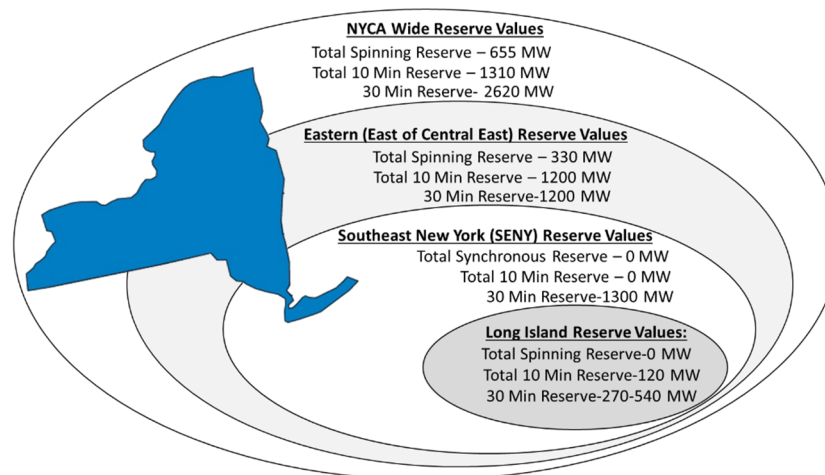 NYCA Wide Reserve Values
Total Spinning Reserve – 655 MW
Total 10 Min Reserve – 1310 MW
30 Min Reserve- 2620 MW
Eastern (East of Central East) Reserve Values
Total Spinning Reserve – 330 MW
Total 10 Min Reserve – 1200 MW
30 Min Reserve-1200 MW
Southeast New York (SENY) Reserve Values
Total Synchronous Reserve – 0 MW
Total 10 Min Reserve – 0 MW
30 Min Reserve-1300 MW
Long Island Reserve Values:
Total Spinning Reserve-0 MW
Total 10 Min Reserve-120 MW
30 Min Reserve-270-540 MW